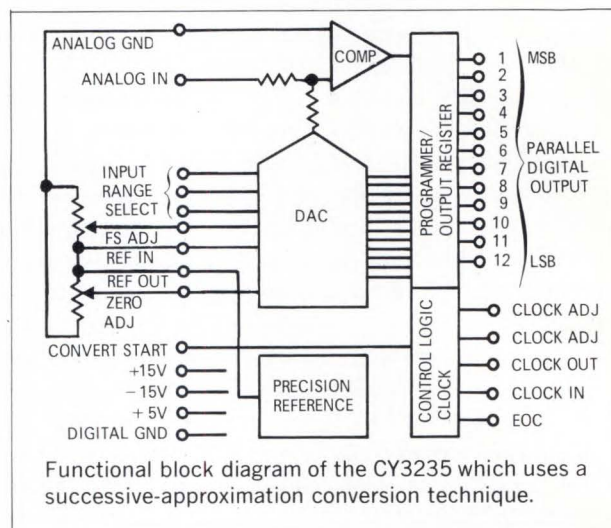 ANALOG GND
ANALOG IN
COMP
INPUT
RANGE
SELECT
FS ADJ
REF IN
REF OUT
ZERO
ADJ
CONVERT START
+15V
- 15V
+ 5V
DIGITAL GND
DAC
PRECISION
REFERENCE
PROGRAMMER/
OUTPUT REGISTER
CONTROL LOGIC
CLOCK
1 MSB
2
3
4
5
6 PARALLEL
7 DIGITAL
8 OUTPUT
9
10
11
12 LSB
CLOCK ADJ
CLOCK ADJ
CLOCK OUT
CLOCK IN
EOC
Functional block diagram of the CY3235 which uses a
successive-approximation conversion technique.